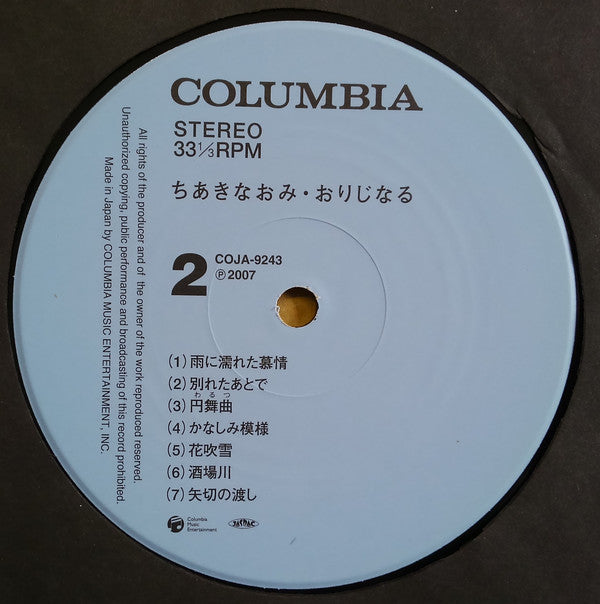 COLUMBIA
STEREO
33 1/3 RPM
ちあきなおみ・おりじなる
2
COJA-9243
℗ 2007
(1) 雨に濡れた慕情
(2) 別れたあとで
わるつ
(3) 円舞曲
(4) かなしみ模様
(5) 花吹雪
(6) 酒場川
(7) 矢切の渡し
Columbia
Music
Entertainment
JASRAC
All rights of the producer and of the owner of the work reproduced reserved.
Unauthorized copying, public performance and broadcasting of this record prohibited.
Made in Japan by COLUMBIA MUSIC ENTERTAINMENT, INC.